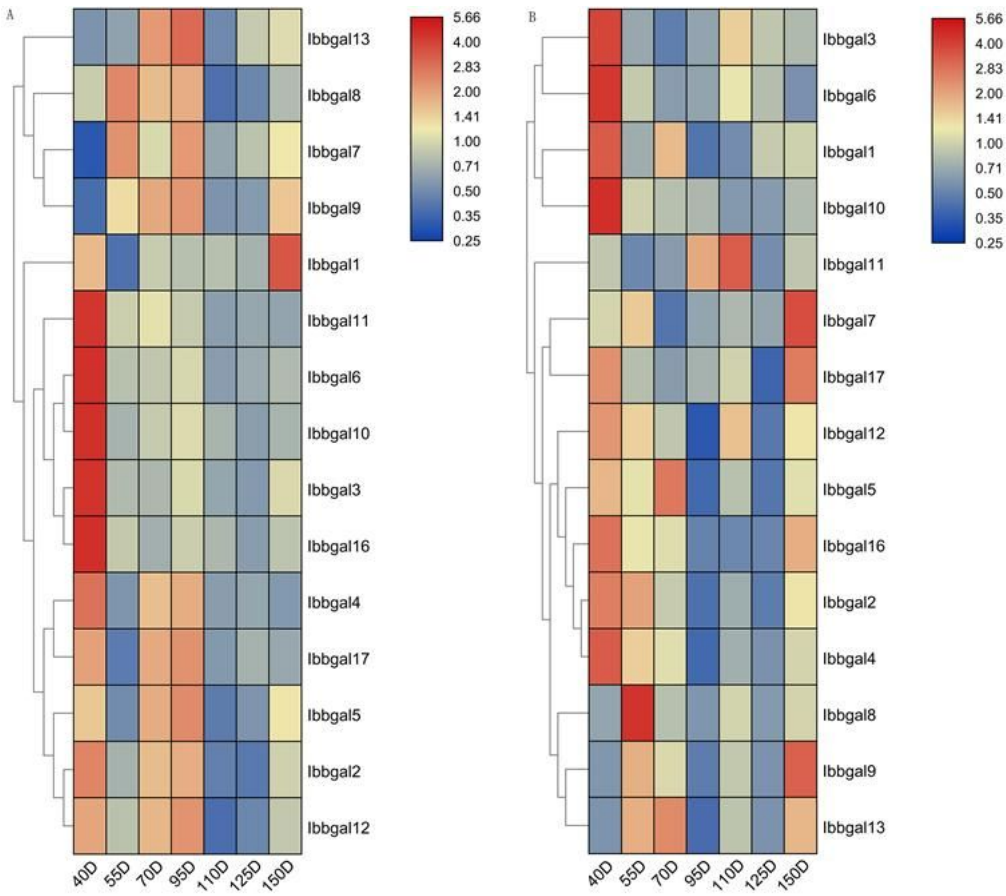 A
Ibbgal13
Ibbgal8
Ibbgal7
Ibbgal9
Ibbgal1
Ibbgal11
Ibbgal6
Ibbgal10
Ibbgal3
Ibbgal16
Ibbgal4
Ibbgal17
Ibbgal5
Ibbgal2
Ibbgal12
40D 55D 70D 95D 110D 125D 150D
5.66
4.00
2.83
2.00
1.41
1.00
0.71
0.50
0.35
0.25
B
Ibbgal3
Ibbgal6
Ibbgal1
Ibbgal10
Ibbgal11
Ibbgal7
Ibbgal17
Ibbgal12
Ibbgal5
Ibbgal16
Ibbgal2
Ibbgal4
Ibbgal8
Ibbgal9
Ibbgal13
40D 55D 70D 95D 110D 125D 150D
5.66
4.00
2.83
2.00
1.41
1.00
0.71
0.50
0.35
0.25